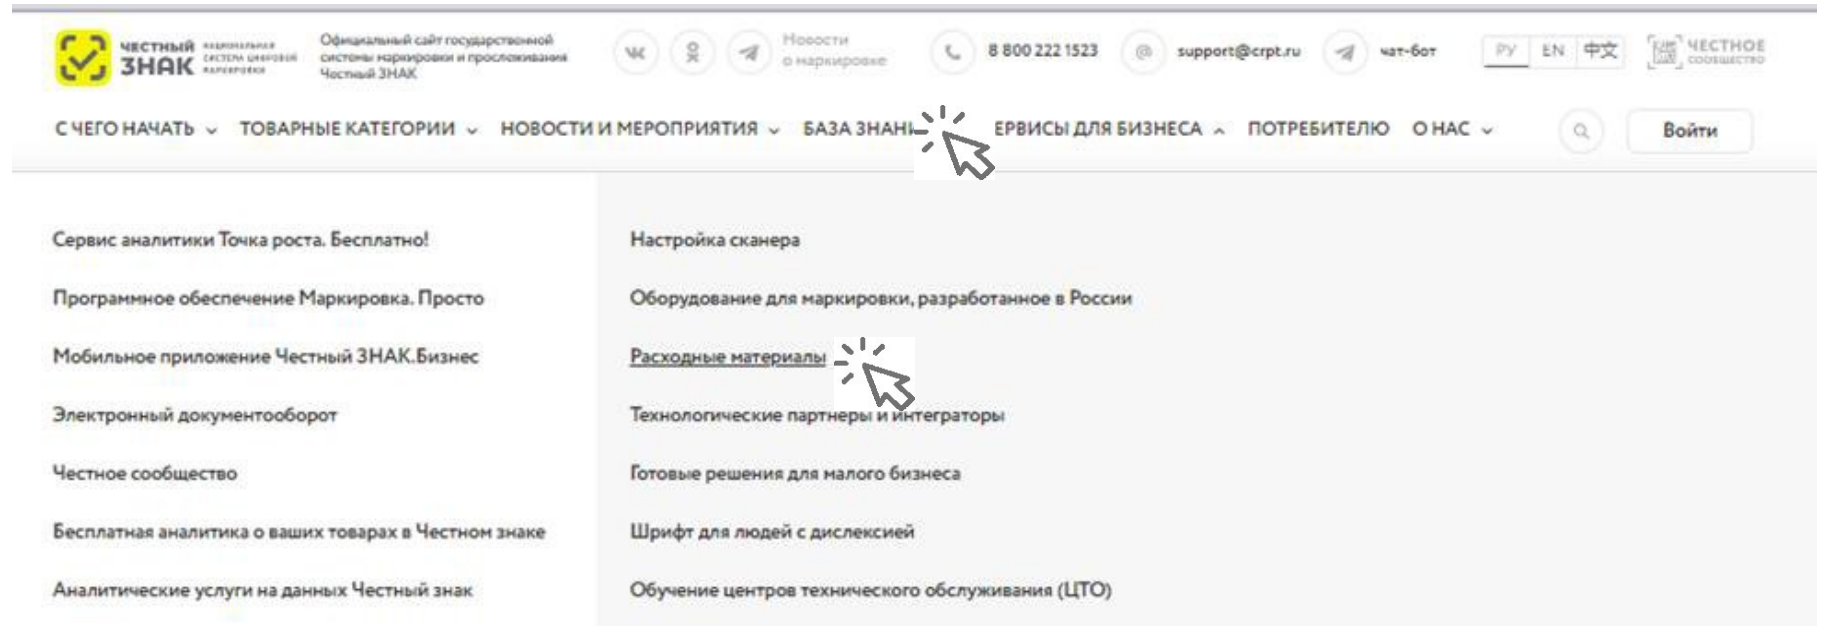 ЧЕСТНЫЙ
ЗНАК
НАЦИОНАЛЬНАЯ
СИСТЕМА ЦИФРОВОЙ
МАРКИРОВКИ
Официальный сайт государственной
системы маркировки и прослеживания
Честный ЗНАК
Новости
о маркировке
8 800 222 1523
@
support@crpt.ru
чат-бот
РУ EN 中文
ЧЕСТНОЕ
СООБЩЕСТВО
С ЧЕГО НАЧАТЬ ТОВАРНЫЕ КАТЕГОРИИ НОВОСТИ И МЕРОПРИЯТИЯ БАЗА ЗНАН ЕРВИСЫ ДЛЯ БИЗНЕСА ПОТРЕБИТЕЛЮ О НАС Войти
Сервис аналитики Точка роста. Бесплатно!
Программное обеспечение Маркировка. Просто
Мобильное приложение Честный ЗНАК.Бизнес
Электронный документооборот
Честное сообщество
Бесплатная аналитика о ваших товарах в Честном знаке
Аналитические услуги на данных Честный знак
Настройка сканера
Оборудование для маркировки, разработанное в России
Расходные материалы
Технологические партнеры и интеграторы
Готовые решения для малого бизнеса
Шрифт для людей с дислексией
Обучение центров технического обслуживания (ЦТО)